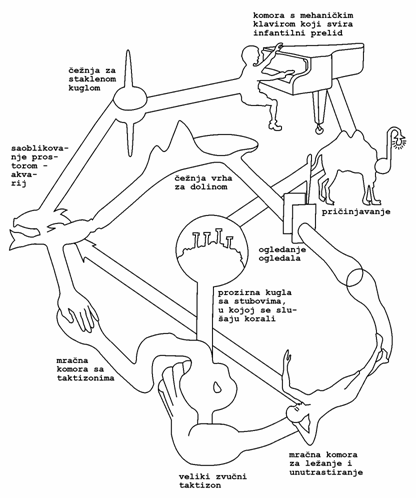 komora s mehaničkim
klavirom koji svira
infantilni prelid
čežnja za
staklenom
kuglom
saoblikova-
nje pros-
torom -
akva-
rij
čežnja vrha
za dolinom
pričinjavanje
ogledanje
ogledala
prozirna kugla
sa stubovima,
u kojoj se slu-
šaju korali
mračna
komora sa
taktizonima
mračna komora
za ležanje i
unutrastiranje
veliki zvučni
taktizon